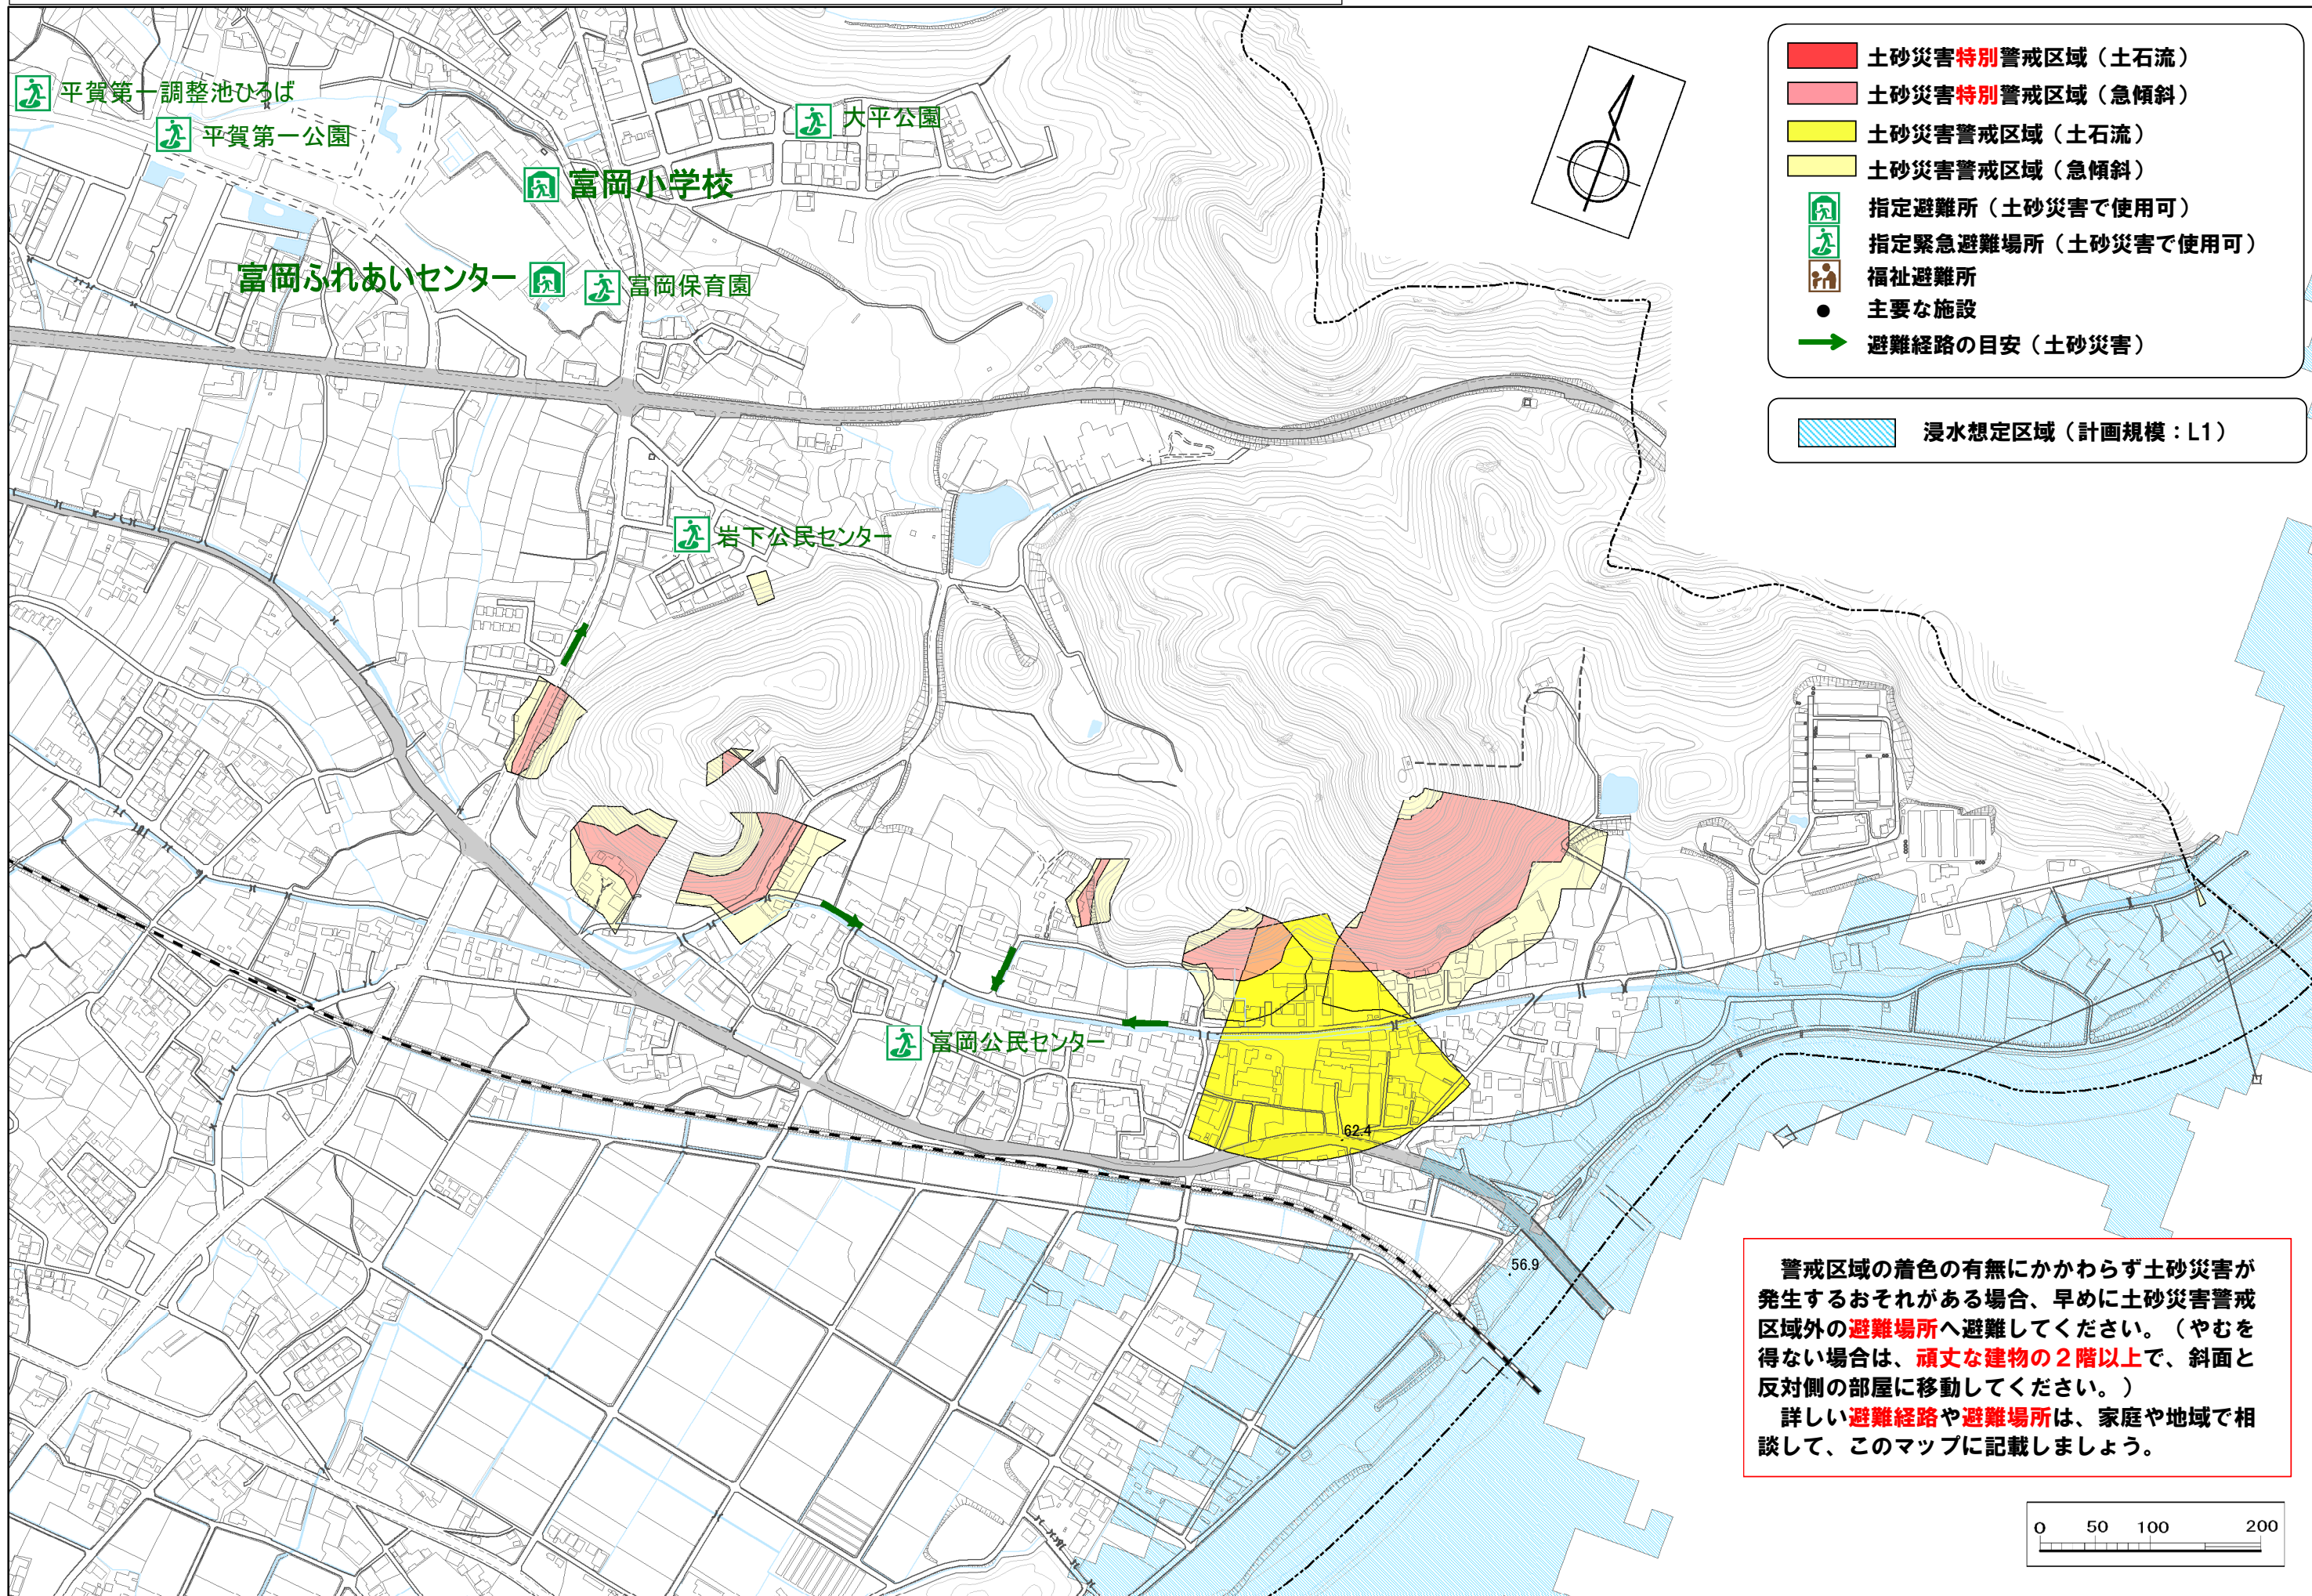 平賀第一調整池ひろば
平賀第一公園
大平公園
富岡小学校
富岡ふれあいセンター
富岡保育園
岩下公民センター
富岡公民センター
62.4
56.9
土砂災害特別警戒区域（土石流）
土砂災害特別警戒区域（急傾斜）
土砂災害警戒区域（土石流）
土砂災害警戒区域（急傾斜）
指定避難所（土砂災害で使用可）
指定緊急避難場所（土砂災害で使用可）
福祉避難所
主要な施設
避難経路の目安（土砂災害）
浸水想定区域（計画規模：L1）
警戒区域の着色の有無にかかわらず土砂災害が
発生するおそれがある場合、早めに土砂災害警戒
区域外の避難場所へ避難してください。（やむを
得ない場合は、頑丈な建物の２階以上で、斜面と
反対側の部屋に移動してください。）
詳しい避難経路や避難場所は、家庭や地域で相
談して、このマップに記載しましょう。
0 50 100 200